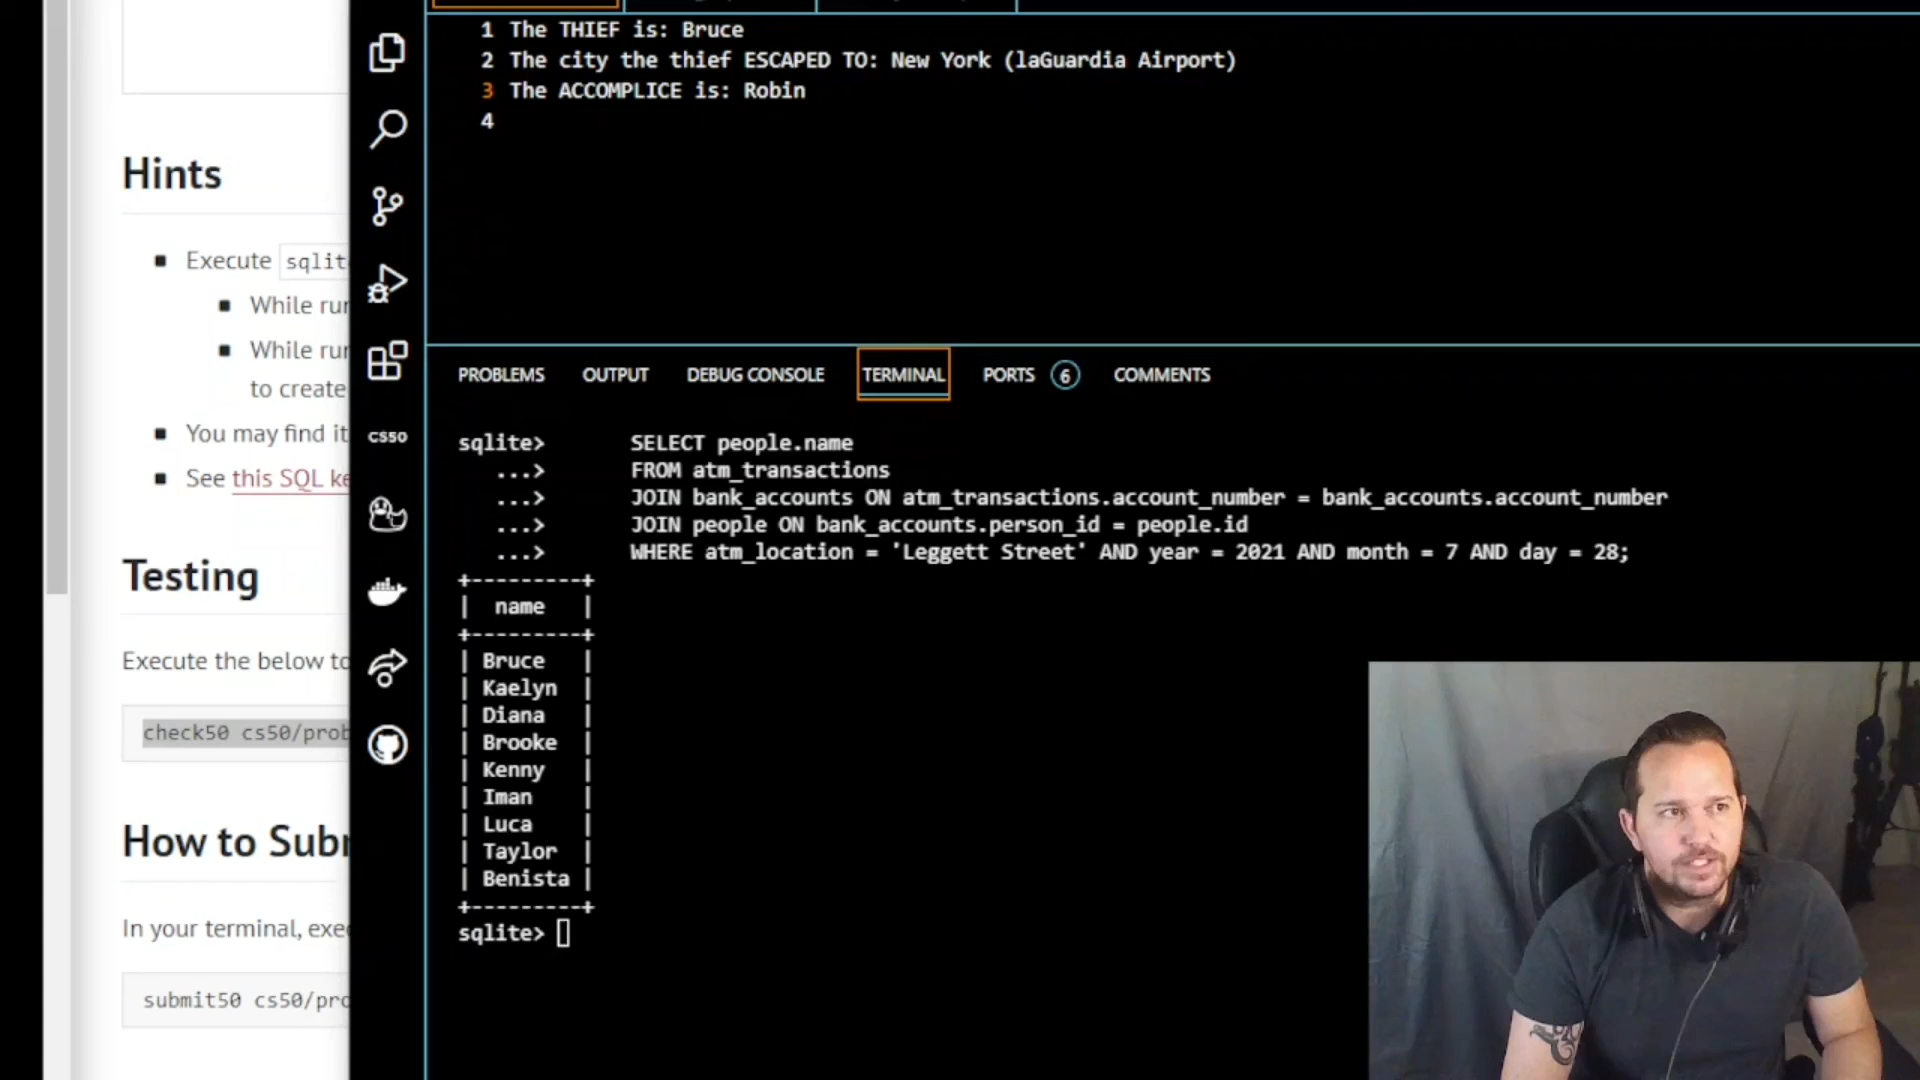 Hints
Execute sqlit
While rur
While rur
to create
You may find it
See this SQL ke
Testing
Execute the below to
check50 cs50/prob
How to Subr
In your terminal, exec
submit50 cs50/pro
CS50
1 The THIEF is: Bruce
2 The city the thief ESCAPED TO: New York (laGuardia Airport)
3 The ACCOMPLICE is: Robin
4
PROBLEMS OUTPUT DEBUG CONSOLE TERMINAL PORTS 6 COMMENTS
sqlite> SELECT people.name
...> FROM atm_transactions
...> JOIN bank_accounts ON atm_transactions.account_number = bank_accounts.account_number
...> JOIN people ON bank_accounts.person_id = people.id
...> WHERE atm_location = 'Leggett Street' AND year = 2021 AND month = 7 AND day = 28;
+---------+
| name |
+---------+
| Bruce |
| Kaelyn |
| Diana |
| Brooke |
| Kenny |
| Iman |
| Luca |
| Taylor |
| Benista |
+---------+
sqlite>